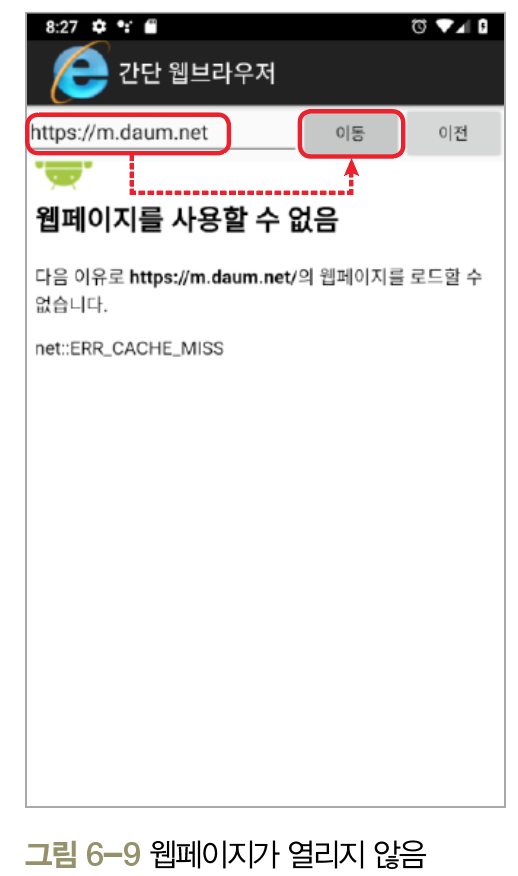 8:27
간단 웹브라우저
https://m.daum.net 이동 이전
웹페이지를 사용할 수 없음
다음 이유로 https://m.daum.net/의 웹페이지를 로드할 수
없습니다.
net::ERR_CACHE_MISS
그림 6-9 웹페이지가 열리지 않음